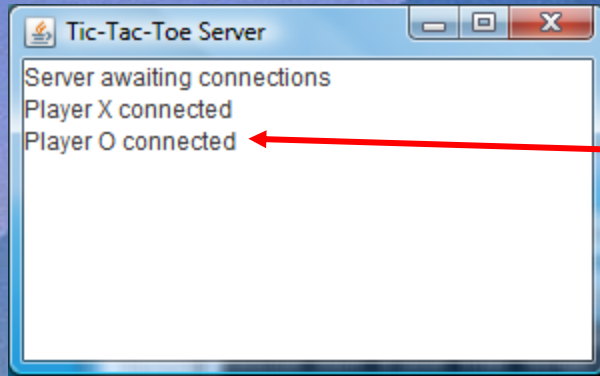 Tic-Tac-Toe Server
Server awaiting connections
Player X connected
Player O connected